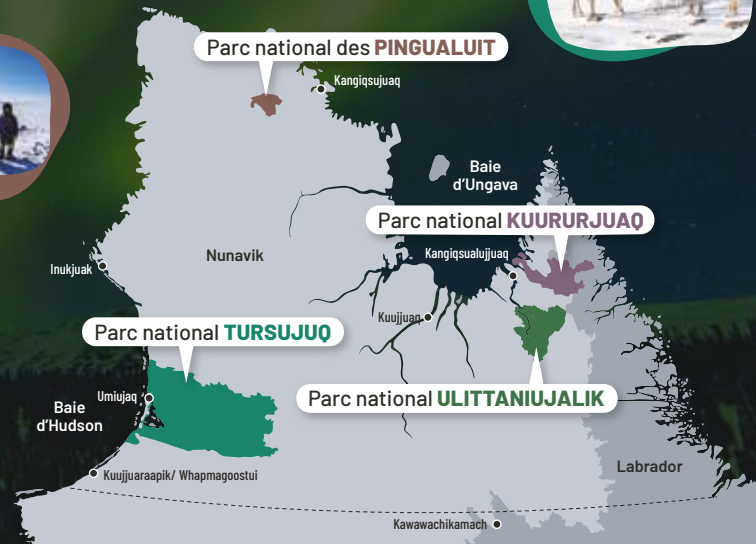 Parc national des PINGUALUIT
Kangiqsujuaq
Baie
d'Ungava
Parc national KUURURJUAQ
Kangiqsualujjuaq
Nunavik
Inukjuak
Kuujjuaq
Parc national TURSUJUQ
Umiujaq
Baie
d'Hudson
Parc national ULITTANIUJALIK
Kuujjuaraapik/ Whapmagoostui
Labrador
Kawawachikamach